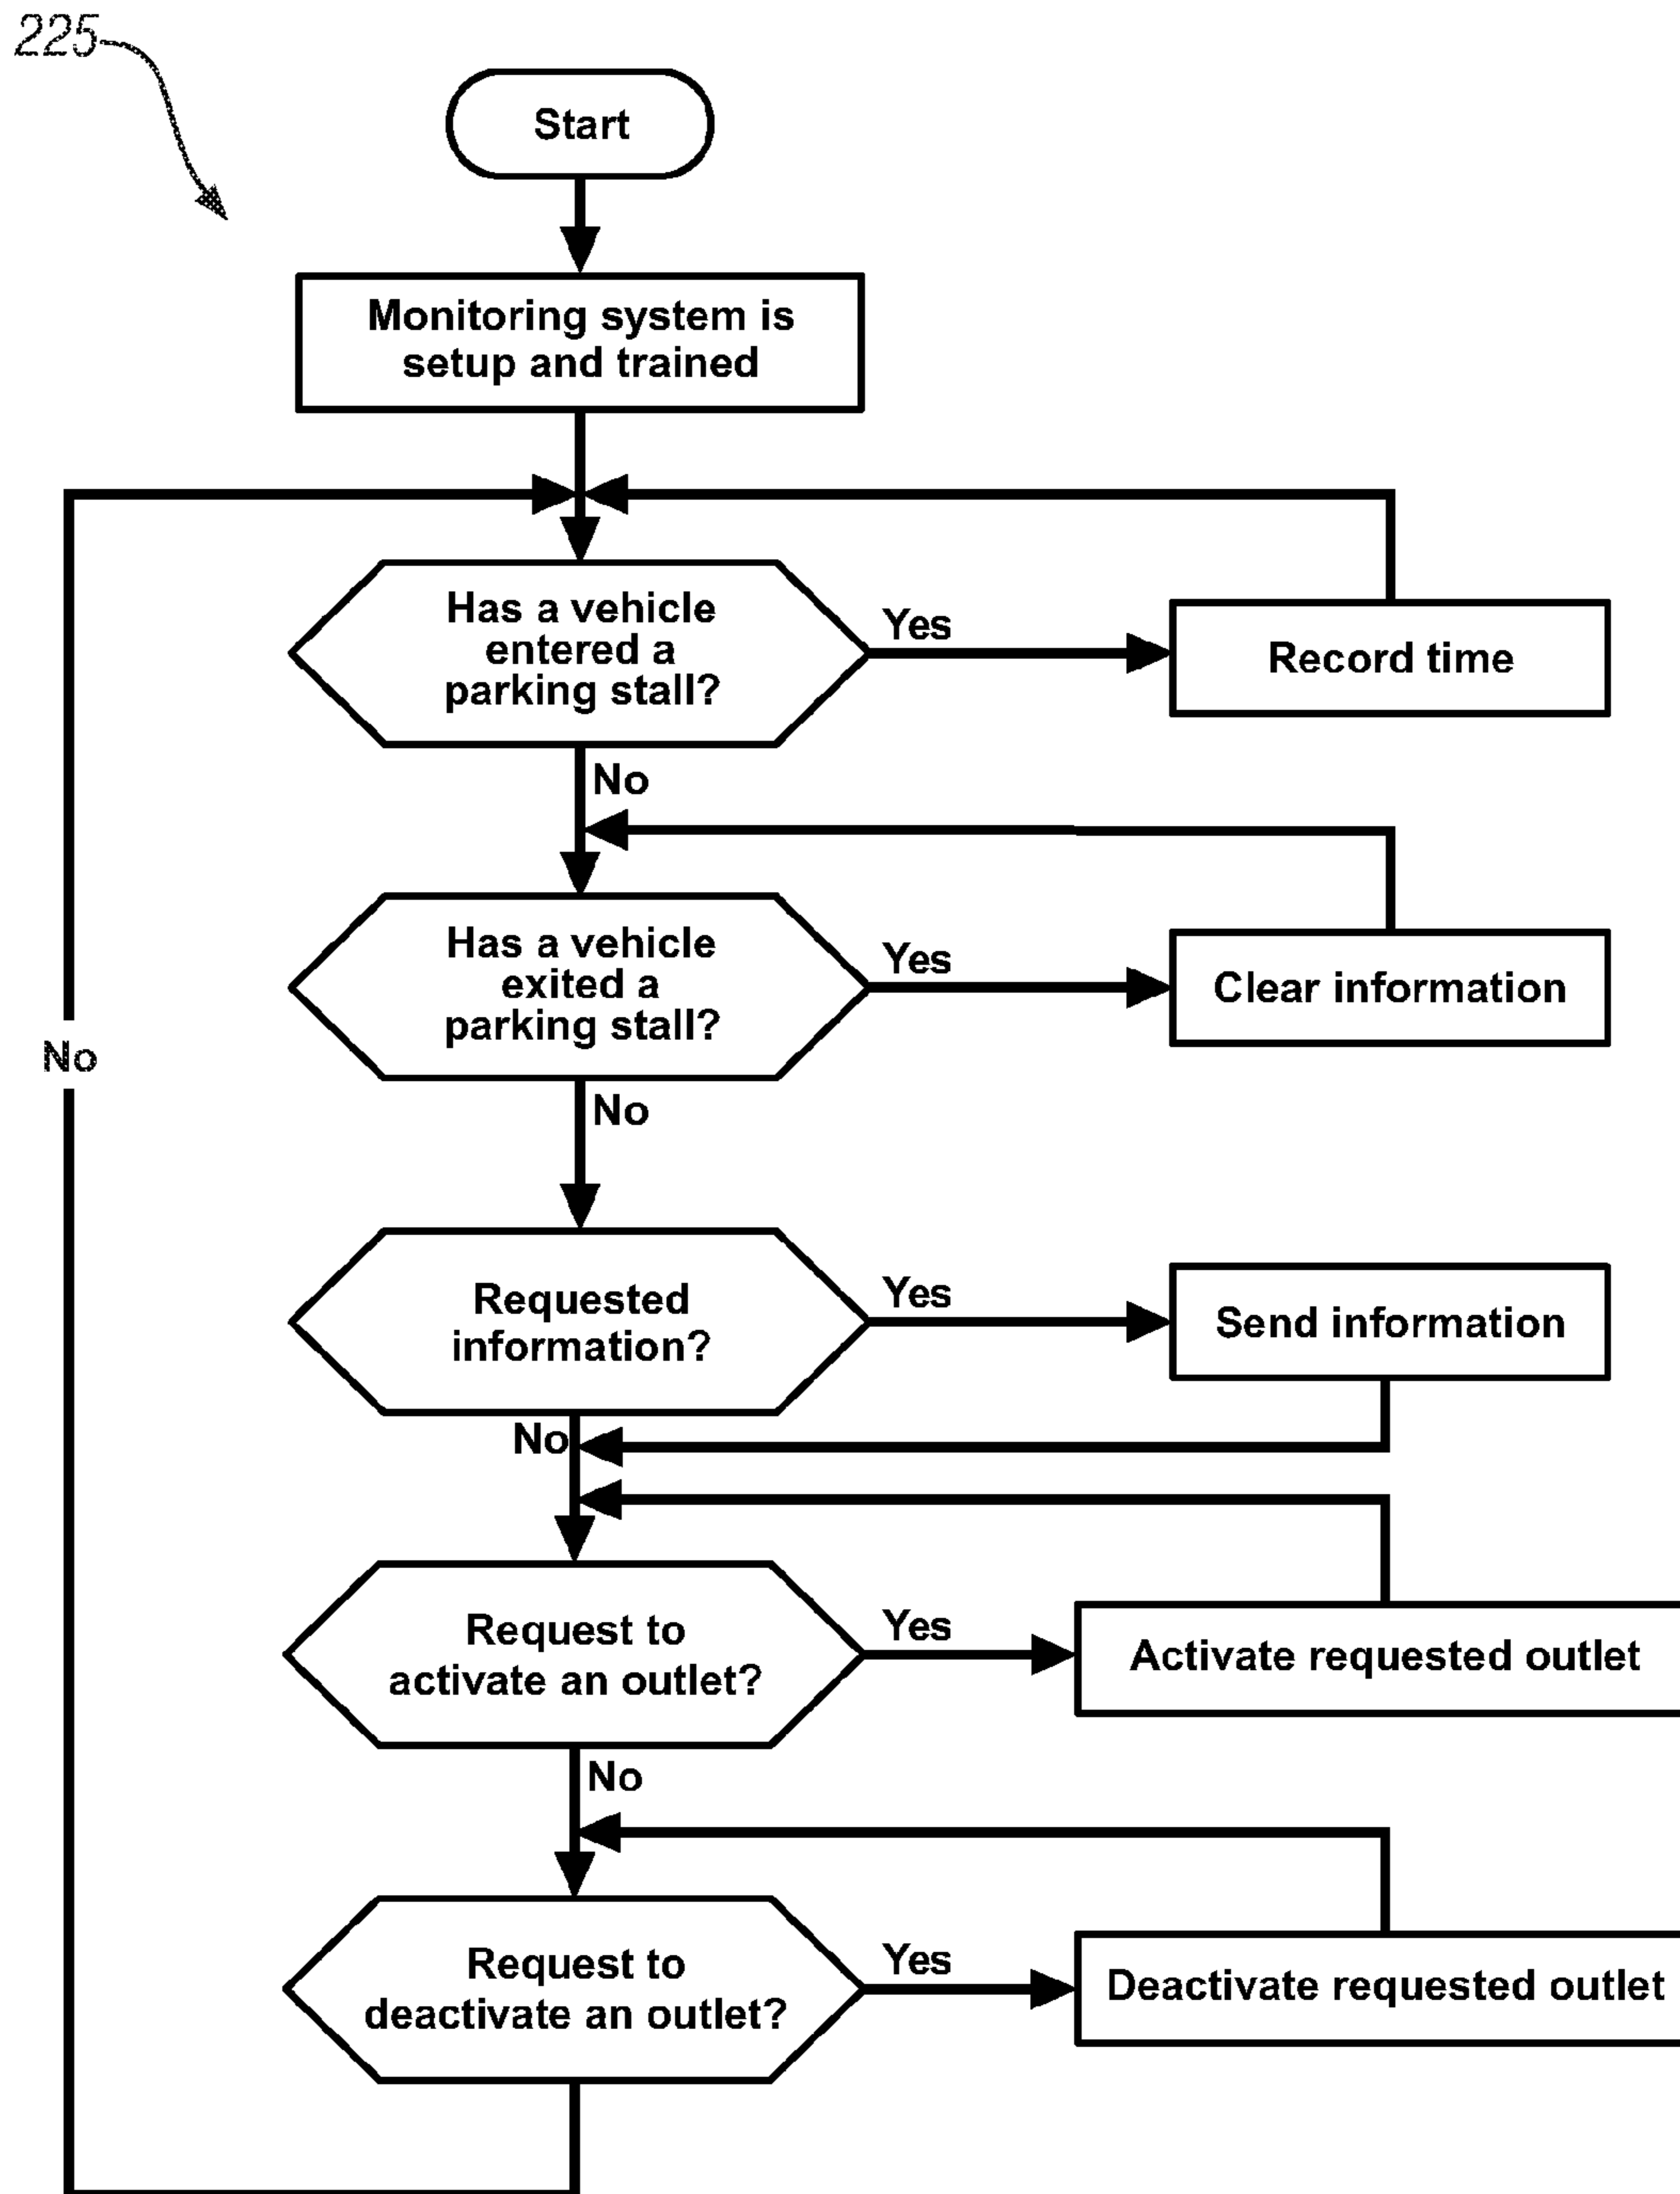 225
Start
Monitoring system is
setup and trained
Has a vehicle
entered a
parking stall?
Yes
Record time
No
Has a vehicle
exited a
parking stall?
Yes
Clear information
No
No
Requested
information?
Yes
Send information
No
Request to
activate an outlet?
Yes
Activate requested outlet
No
Request to
deactivate an outlet?
Yes
Deactivate requested outlet